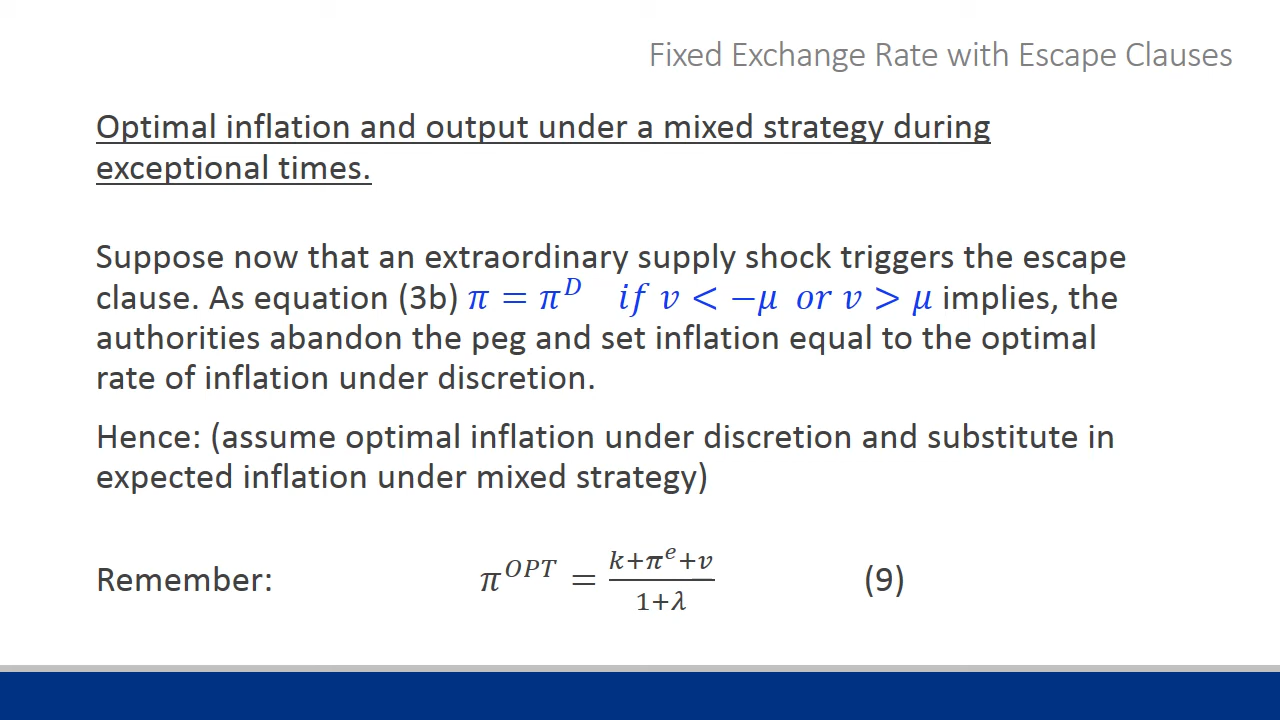 Fixed Exchange Rate with Escape Clauses
Optimal inflation and output under a mixed strategy during
exceptional times.
Suppose now that an extraordinary supply shock triggers the escape
clause. As equation (3b) π = π^D if v < −μ or v > μ implies, the
authorities abandon the peg and set inflation equal to the optimal
rate of inflation under discretion.
Hence: (assume optimal inflation under discretion and substitute in
expected inflation under mixed strategy)
Remember: π^OPT = (k+π^e+v)/(1+λ) (9)